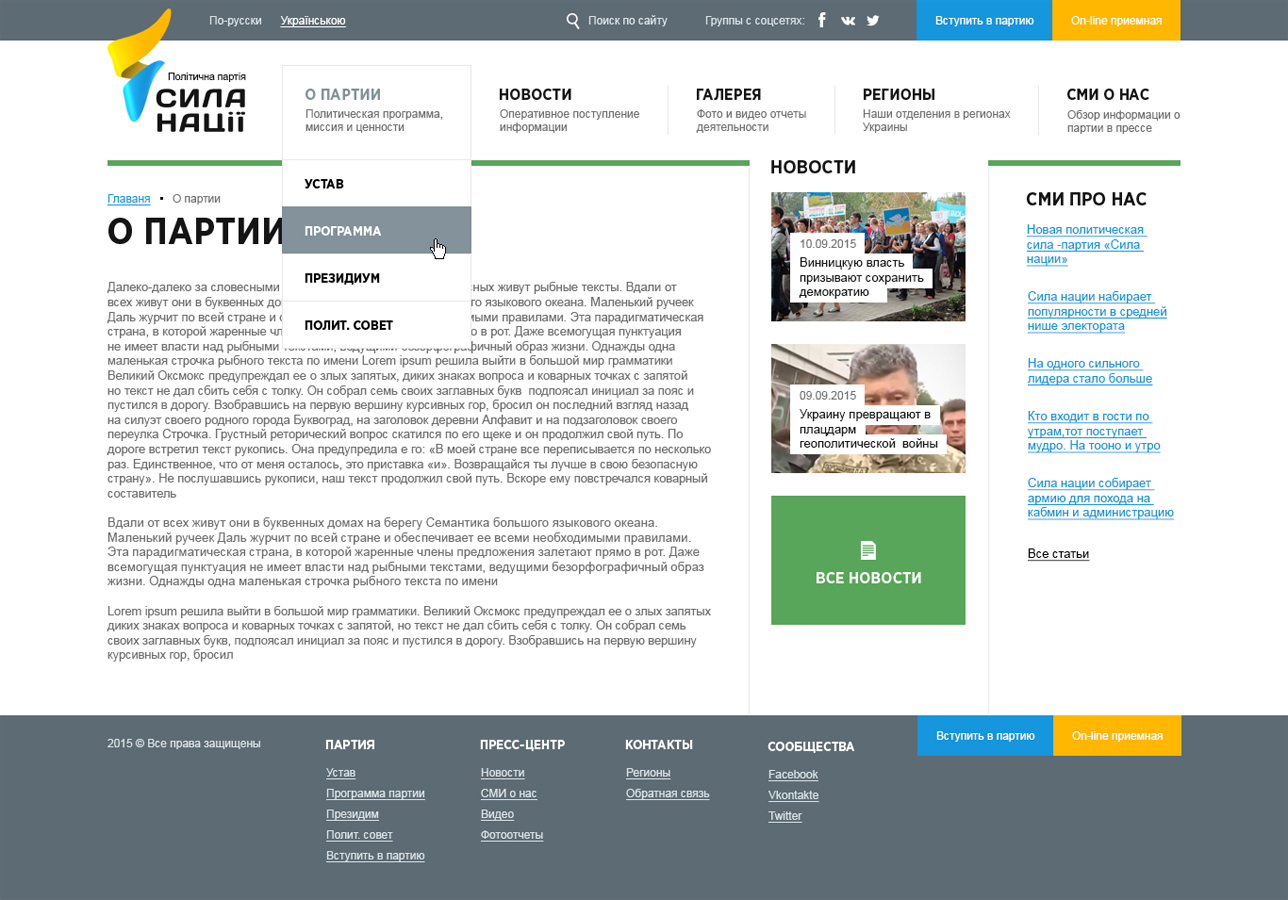 По-русски
Українською
Поиск по сайту
Группы с соцсетях:
Вступить в партию
On-line приемная
Політична партія
СИЛА
НАЦІЇ
О ПАРТИИ
Политическая программа,
миссия и ценности
НОВОСТИ
Оперативное поступление
информации
ГАЛЕРЕЯ
Фото и видео отчеты
деятельности
РЕГИОНЫ
Наши отделения в регионах
Украины
СМИ О НАС
Обзор информации о
партии в прессе
УСТАВ
ПРОГРАММА
ПРЕЗИДИУМ
ПОЛИТ. СОВЕТ
Главаня • О партии
О ПАРТИИ
Далеко-далеко за словесными ных живут рыбные тексты. Вдали от
всех живут они в буквенных до го языкового океана. Маленький ручеек
Даль журчит по всей стране и о мыми правилами. Эта парадигматическая
страна, в которой жаренные чл о в рот. Даже всемогущая пунктуация
не имеет власти над рыбными текстами, ведущими безорфографичный образ жизни. Однажды одна
маленькая строчка рыбного текста по имени Lorem ipsum решила выйти в большой мир грамматики
Великий Оксмокс предупреждал ее о злых запятых, диких знаках вопроса и коварных точках с запятой
но текст не дал сбить себя с толку. Он собрал семь своих заглавных букв подпоясал инициал за пояс и
пустился в дорогу. Взобравшись на первую вершину курсивных гор, бросил он последний взгляд назад
на силуэт своего родного города Буквоград, на заголовок деревни Алфавит и на подзаголовок своего
переулка Строчка. Грустный реторический вопрос скатился по его щеке и он продолжил свой путь. По
дороге встретил текст рукопись. Она предупредила е го: «В моей стране все переписывается по несколько
раз. Единственное, что от меня осталось, это приставка «и». Возвращайся ты лучше в свою безопасную
страну». Не послушавшись рукописи, наш текст продолжил свой путь. Вскоре ему повстречался коварный
составитель
Вдали от всех живут они в буквенных домах на берегу Семантика большого языкового океана.
Маленький ручеек Даль журчит по всей стране и обеспечивает ее всеми необходимыми правилами.
Эта парадигматическая страна, в которой жаренные члены предложения залетают прямо в рот. Даже
всемогущая пунктуация не имеет власти над рыбными текстами, ведущими безорфографичный образ
жизни. Однажды одна маленькая строчка рыбного текста по имени
Lorem ipsum решила выйти в большой мир грамматики. Великий Оксмокс предупреждал ее о злых запятых
диких знаках вопроса и коварных точках с запятой, но текст не дал сбить себя с толку. Он собрал семь
своих заглавных букв, подпоясал инициал за пояс и пустился в дорогу. Взобравшись на первую вершину
курсивных гор, бросил
НОВОСТИ
10.09.2015
Винницкую власть
призывают сохранить
демократию
09.09.2015
Украину превращают в
плацдарм
геополитической войны
ВСЕ НОВОСТИ
СМИ ПРО НАС
Новая политическая
сила -партия «Сила
нации»
Сила нации набирает
популярности в средней
нише электората
На одного сильного
лидера стало больше
Кто входит в гости по
утрам,тот поступает
мудро. На тооно и утро
Сила нации собирает
армию для похода на
кабмин и администрацию
Все статьи
2015 © Все права защищены
ПАРТИЯ
Устав
Программа партии
Президим
Полит. совет
Вступить в партию
ПРЕСС-ЦЕНТР
Новости
СМИ о нас
Видео
Фотоотчеты
КОНТАКТЫ
Регионы
Обратная связь
СООБЩЕСТВА
Facebook
Vkontakte
Twitter
Вступить в партию
On-line приемная